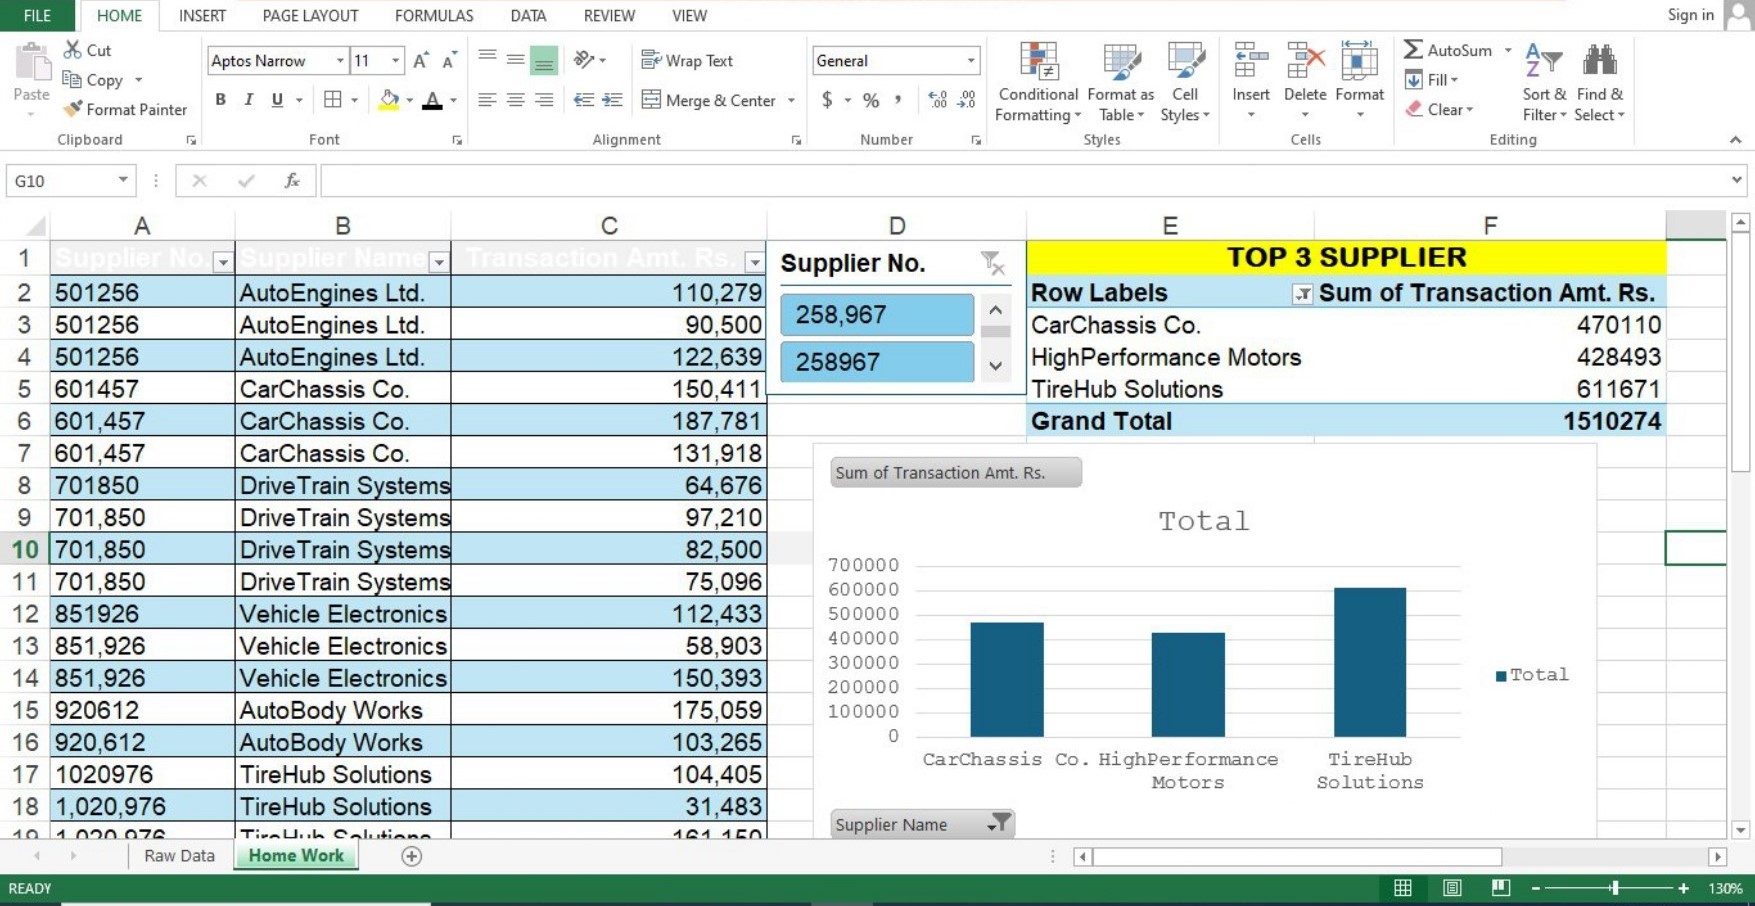 FILE HOME INSERT PAGE LAYOUT FORMULAS DATA REVIEW VIEW Sign in
Cut
Copy
Format Painter
Paste
Clipboard
Aptos Narrow 11
B I U
Font
Wrap Text
Merge & Center
Alignment
General
$ % ,
Number
Conditional Formatting
Format as Table
Cell Styles
Styles
Insert Delete Format
Cells
AutoSum
Fill
Clear
Sort & Filter
Find & Select
Editing
G10 fx
A B C D E F
1 Supplier No. Supplier Name Transaction Amt. Rs.
2 501256 AutoEngines Ltd. 110,279
3 501256 AutoEngines Ltd. 90,500
4 501256 AutoEngines Ltd. 122,639
5 601457 CarChassis Co. 150,411
6 601,457 CarChassis Co. 187,781
7 601,457 CarChassis Co. 131,918
8 701850 DriveTrain Systems 64,676
9 701,850 DriveTrain Systems 97,210
10 701,850 DriveTrain Systems 82,500
11 701,850 DriveTrain Systems 75,096
12 851926 Vehicle Electronics 112,433
13 851,926 Vehicle Electronics 58,903
14 851,926 Vehicle Electronics 150,393
15 920612 AutoBody Works 175,059
16 920,612 AutoBody Works 103,265
17 1020976 TireHub Solutions 104,405
18 1,020,976 TireHub Solutions 31,483
19 1,020,976 TireHub Solutions
Supplier No.
258,967
258967
TOP 3 SUPPLIER
Row Labels Sum of Transaction Amt. Rs.
CarChassis Co. 470110
HighPerformance Motors 428493
TireHub Solutions 611671
Grand Total 1510274
Sum of Transaction Amt. Rs.
Total
700000
600000
500000
400000
300000
200000
100000
0
CarChassis Co. HighPerformance TireHub
Motors Solutions
Total
Supplier Name
Raw Data Home Work
READY 130%